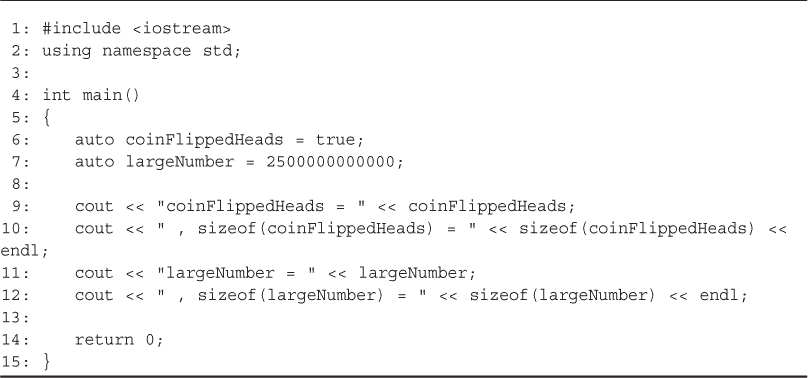 1: #include <iostream>
2: using namespace std;
3:
4: int main()
5: {
6:    auto coinFlippedHeads = true;
7:    auto largeNumber = 2500000000000;
8:
9:    cout << "coinFlippedHeads = " << coinFlippedHeads;
10:    cout << " , sizeof(coinFlippedHeads) = " << sizeof(coinFlippedHeads) <<
endl;
11:    cout << "largeNumber = " << largeNumber;
12:    cout << " , sizeof(largeNumber) = " << sizeof(largeNumber) << endl;
13:
14:    return 0;
15: }